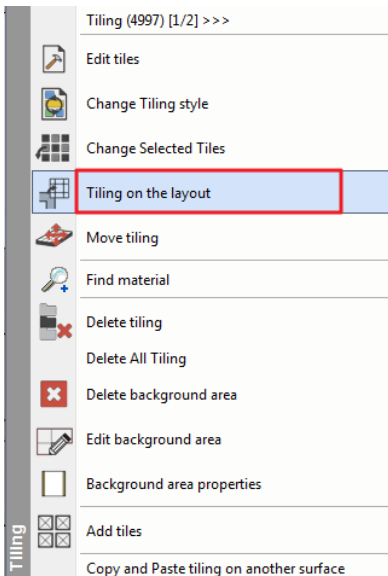 Tiling (4997) [1/2] >>>
Edit tiles
Change Tiling style
Change Selected Tiles
Tiling on the layout
Move tiling
Find material
Delete tiling
Delete All Tiling
Delete background area
Edit background area
Background area properties
Add tiles
Copy and Paste tiling on another surface
Tiling